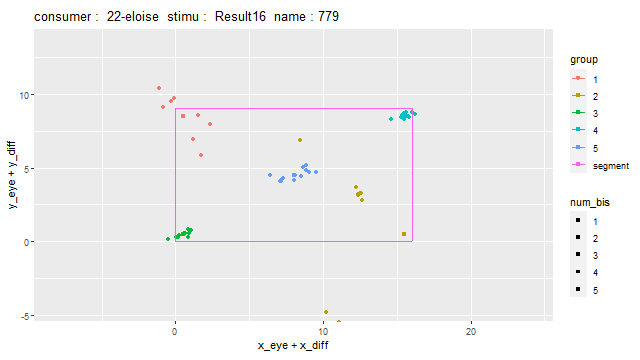 consumer :  22-eloise  stimu :  Result16  name : 779
10
5
0
-5
y_eye + y_diff
0
10
20
x_eye + x_diff
group
1
2
3
4
5
segment
num_bis
1
2
3
4
5